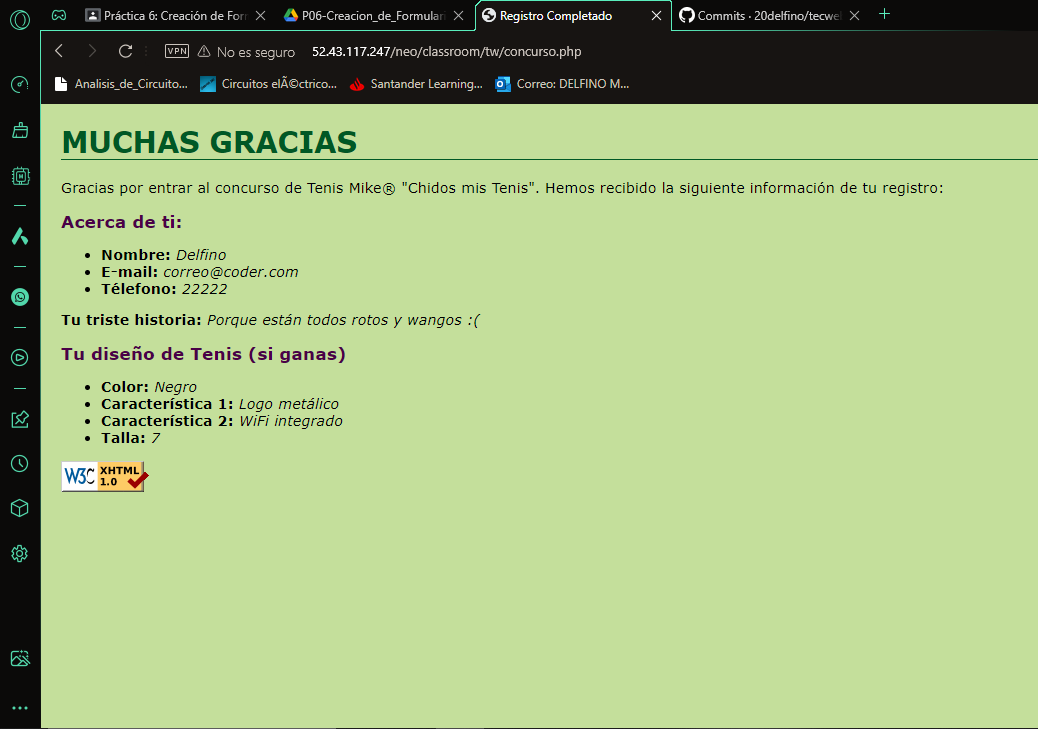 Práctica 6: Creación de For
P06-Creacion_de_Formular
Registro Completado
Commits · 20delfino/tecwe
VPN No es seguro 52.43.117.247/neo/classroom/tw/concurso.php
Analisis_de_Circuito... Circuitos elÃ©ctrico... Santander Learning... Correo: DELFINO M...
MUCHAS GRACIAS
Gracias por entrar al concurso de Tenis Mike® "Chidos mis Tenis". Hemos recibido la siguiente información de tu registro:
Acerca de ti:
• Nombre: Delfino
• E-mail: correo@coder.com
• Télefono: 22222
Tu triste historia: Porque están todos rotos y wangos :(
Tu diseño de Tenis (si ganas)
• Color: Negro
• Característica 1: Logo metálico
• Característica 2: WiFi integrado
• Talla: 7
W3C XHTML
1.0